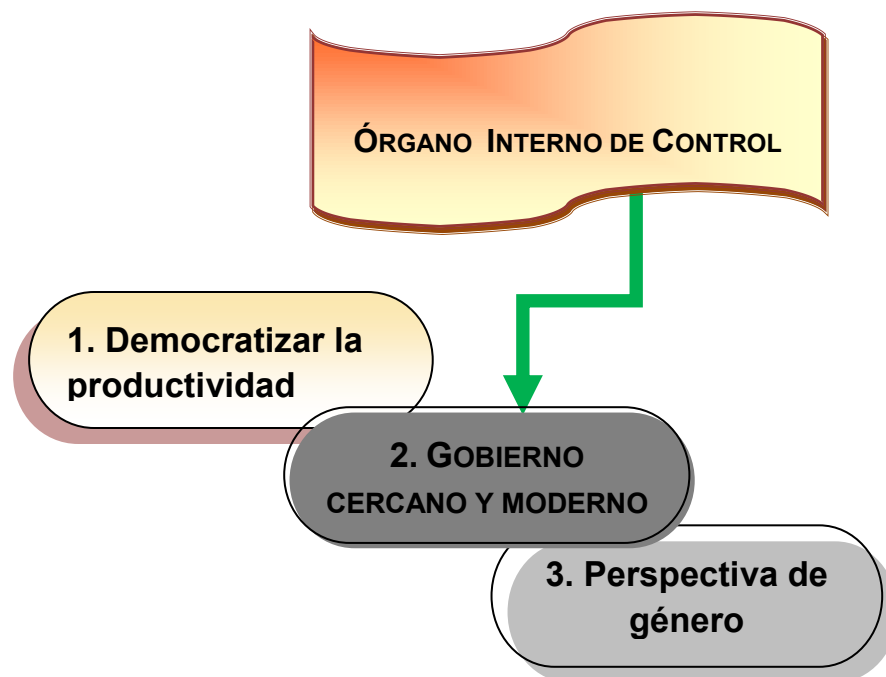 ÓRGANO INTERNO DE CONTROL
1. Democratizar la
productividad
2. GOBIERNO
CERCANO Y MODERNO
3. Perspectiva de
género